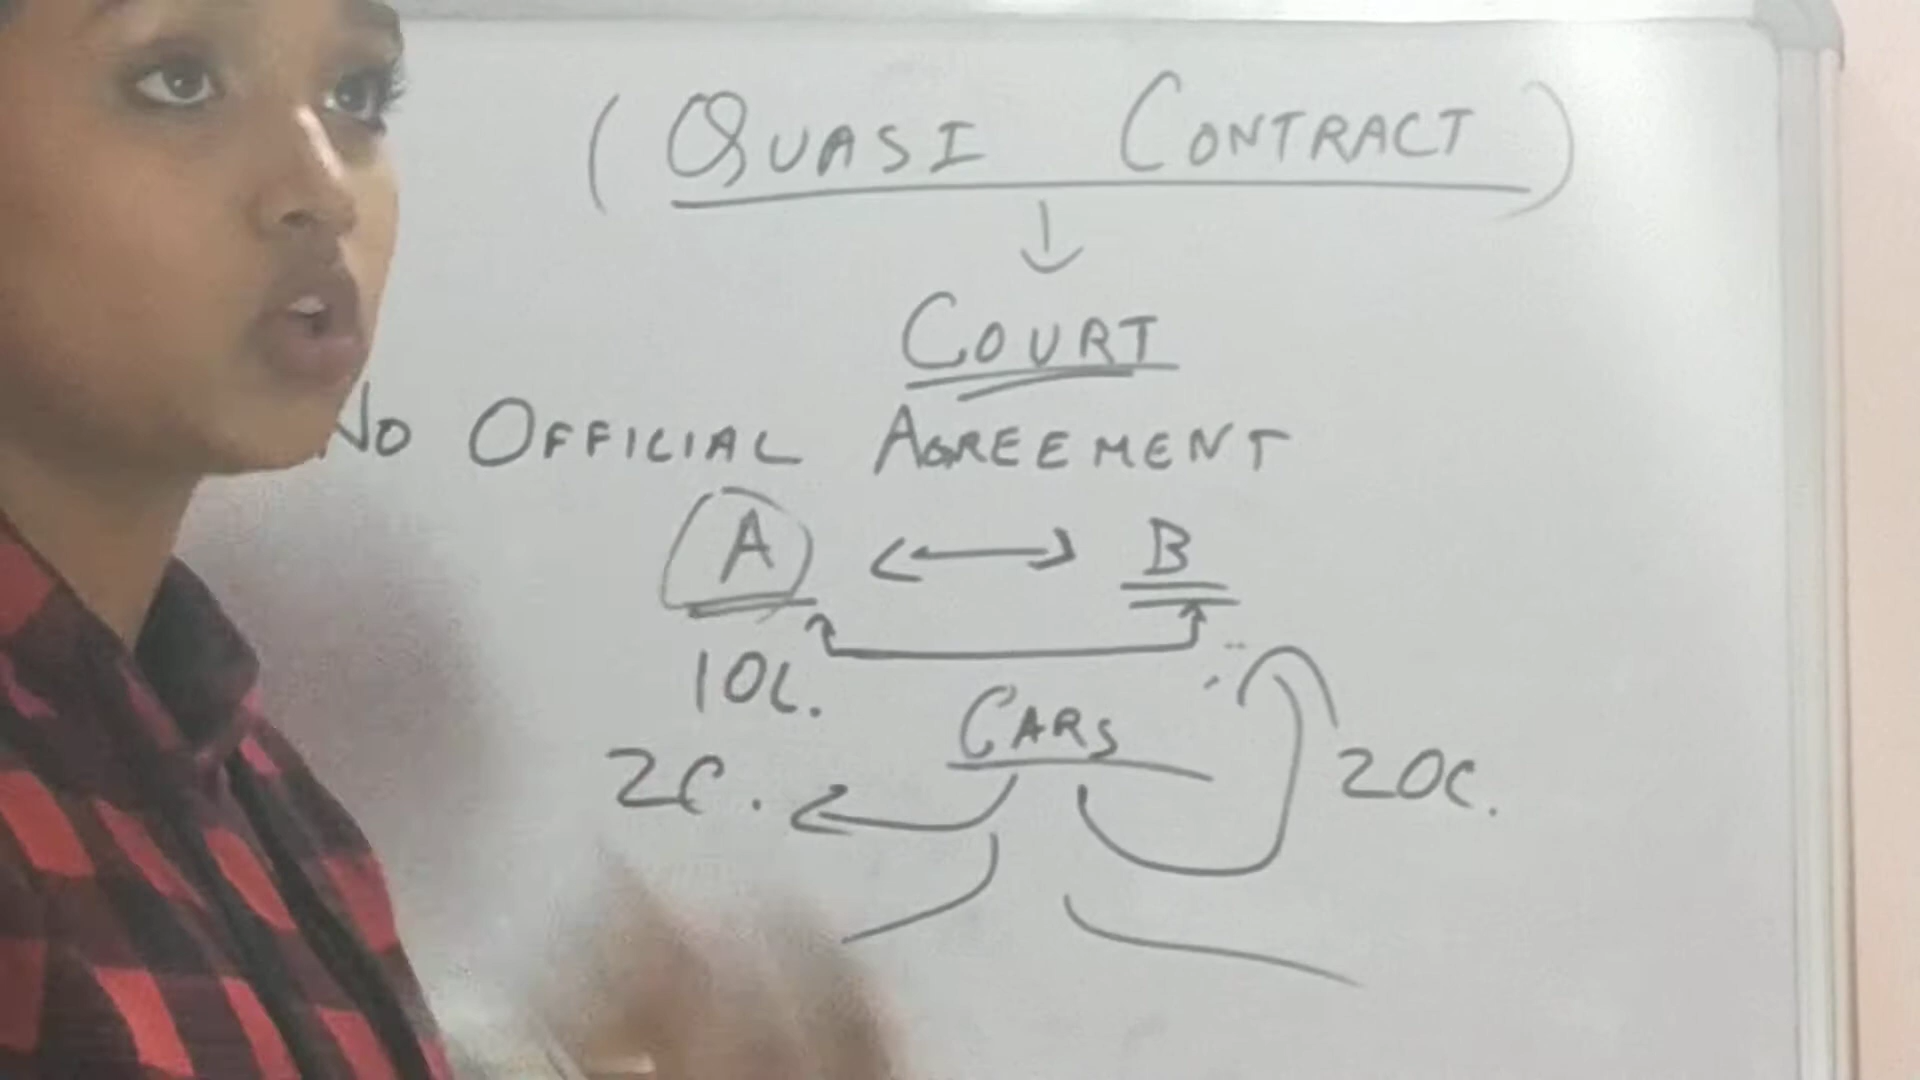 (QUASI CONTRACT)
COURT
No OFFICIAL AGREEMENT
A B
10L.
CARS
2C. 20C.